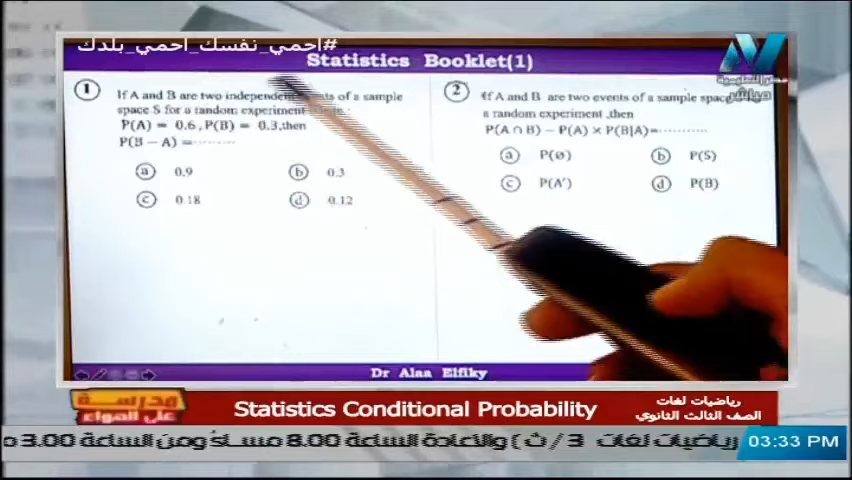 #احمي_نفسك_احمي_بلدك
Statistics Booklet(1)
مصر التعليمية
مباشر
1
If A and B are two independent events of a sample
space S for a random experiment
P(A) = 0.6 , P(B) = 0.3, then
P(B − A) = ·········
a 0.9
b 0.3
c 0.18
d 0.12
2
If A and B are two events of a sample space
a random experiment , then
P(A ∩ B) − P(A) × P(B|A)= ··········
a P(ø)
b P(S)
c P(A′)
d P(B)
Dr Alaa Elfiky
مدرسة
على الهواء
Statistics Conditional Probability
رياضيات لغات
الصف الثالث الثانوي
رياضيات لغات 3 / ث ) والاعادة الساعة 8.00 مساءً ومن الساعة 3.00 م
03:33 PM